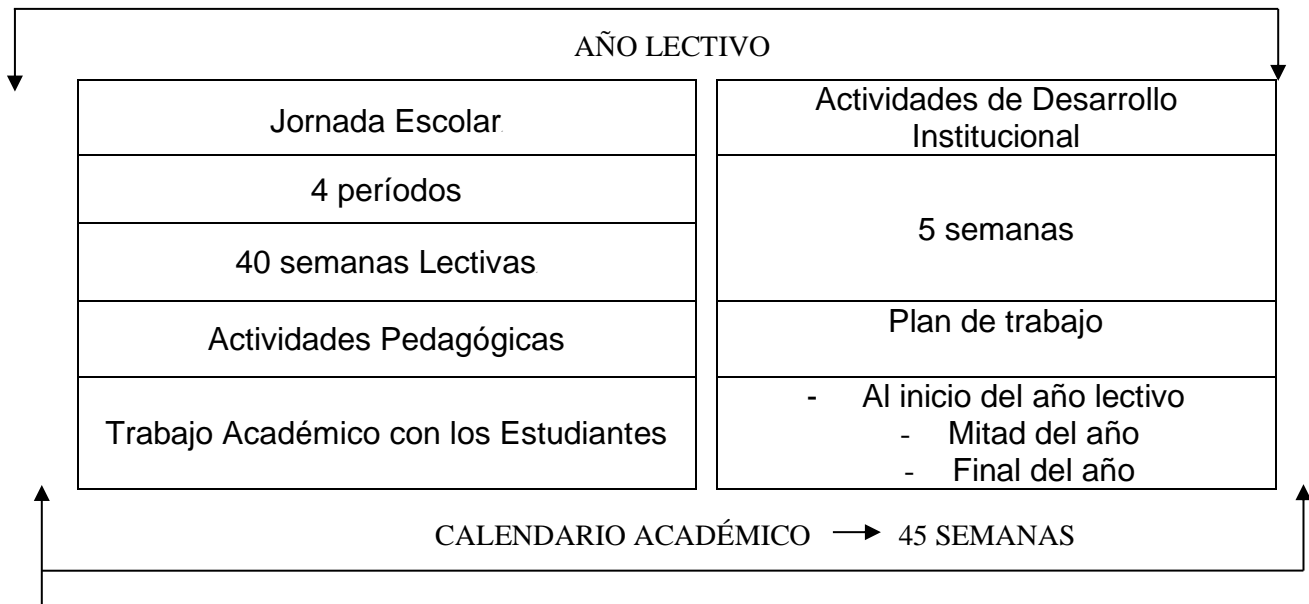 AÑO LECTIVO
Jornada Escolar
4 períodos
40 semanas Lectivas
Actividades Pedagógicas
Trabajo Académico con los Estudiantes
Actividades de Desarrollo
Institucional
5 semanas
Plan de trabajo
- Al inicio del año lectivo
- Mitad del año
- Final del año
CALENDARIO ACADÉMICO → 45 SEMANAS